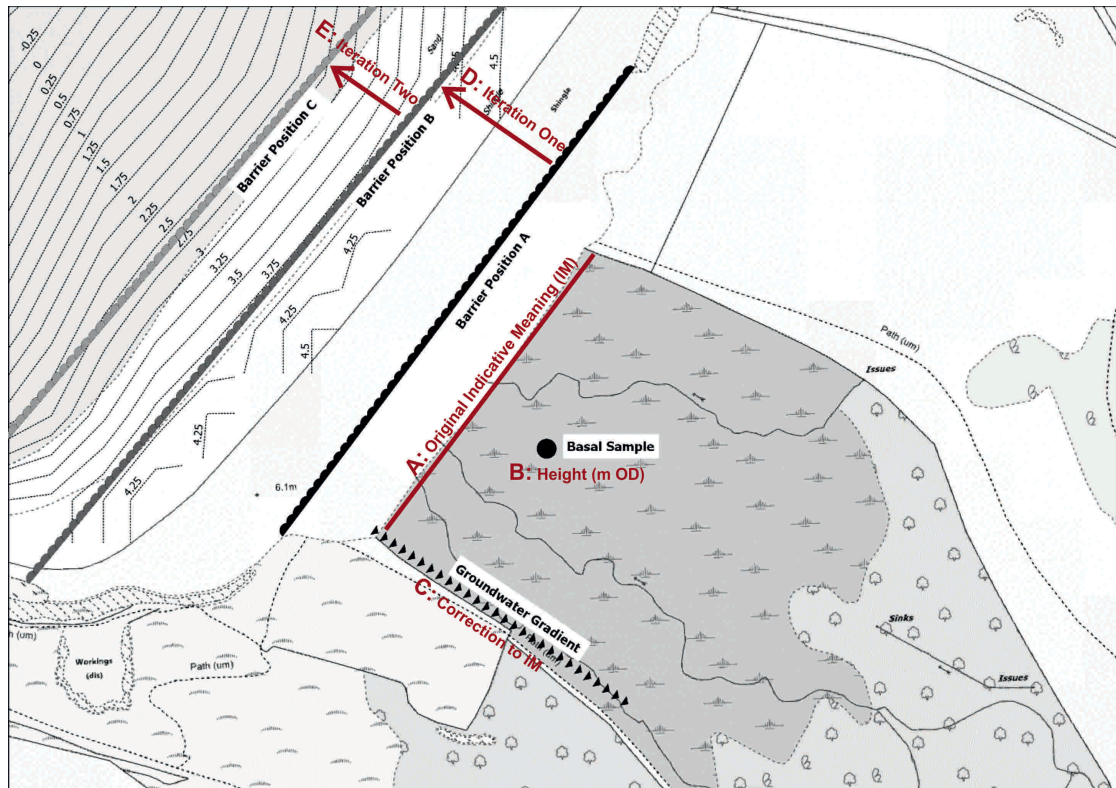 -0.25
0
0.25
0.5
0.75
1
1.25
1.5
1.75
2
2.25
2.5
2.75
3
3.25
3.5
3.75
4.25
4.25
4.5
4.25
4.25
4.5
Sand
Shingle
E: Iteration Two
D: Iteration One
Barrier Position C
Barrier Position B
Barrier Position A
A: Original Indicative Meaning (IM)
Basal Sample
B: Height (m OD)
6.1m
Groundwater Gradient
C: Correction to IM
Path (um)
Issues
Sinks
Issues
Path (um)
Workings
(dis)